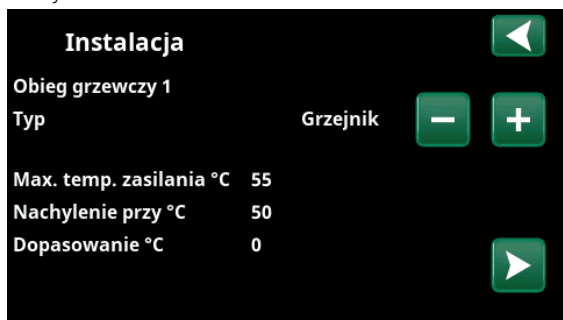 Instalacja
Obieg grzewczy 1
Typ Grzejnik
Max. temp. zasilania °C 55
Nachylenie przy °C 50
Dopasowanie °C 0